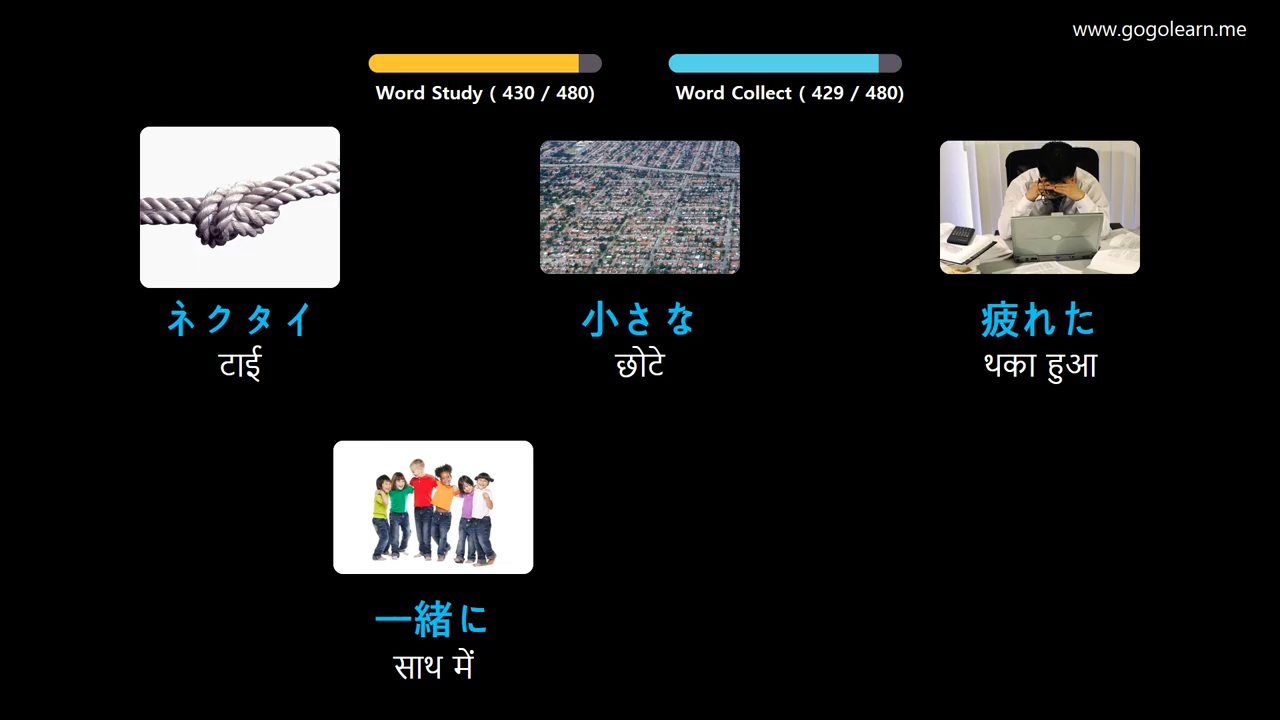 www.gogolearn.me
Word Study ( 430 / 480)
Word Collect ( 429 / 480)
ネクタイ
टाई
小さな
छोटे
疲れた
थका हुआ
一緒に
साथ में